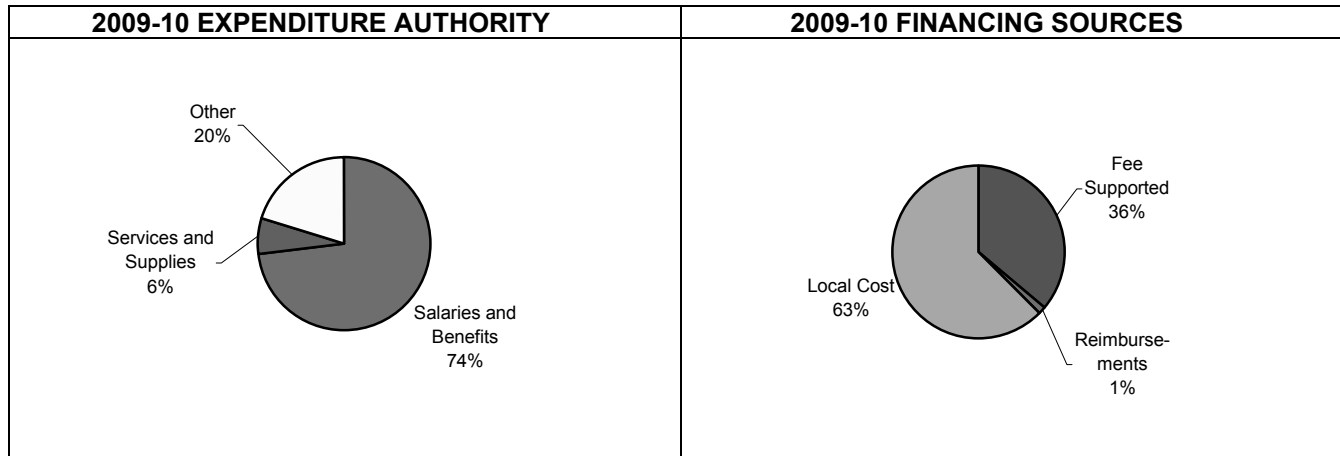 2009-10 EXPENDITURE AUTHORITY
Other
20%
Services and
Supplies
6%
Salaries and
Benefits
74%
2009-10 FINANCING SOURCES
Fee
Supported
36%
Local Cost
63%
Reimburse-
ments
1%